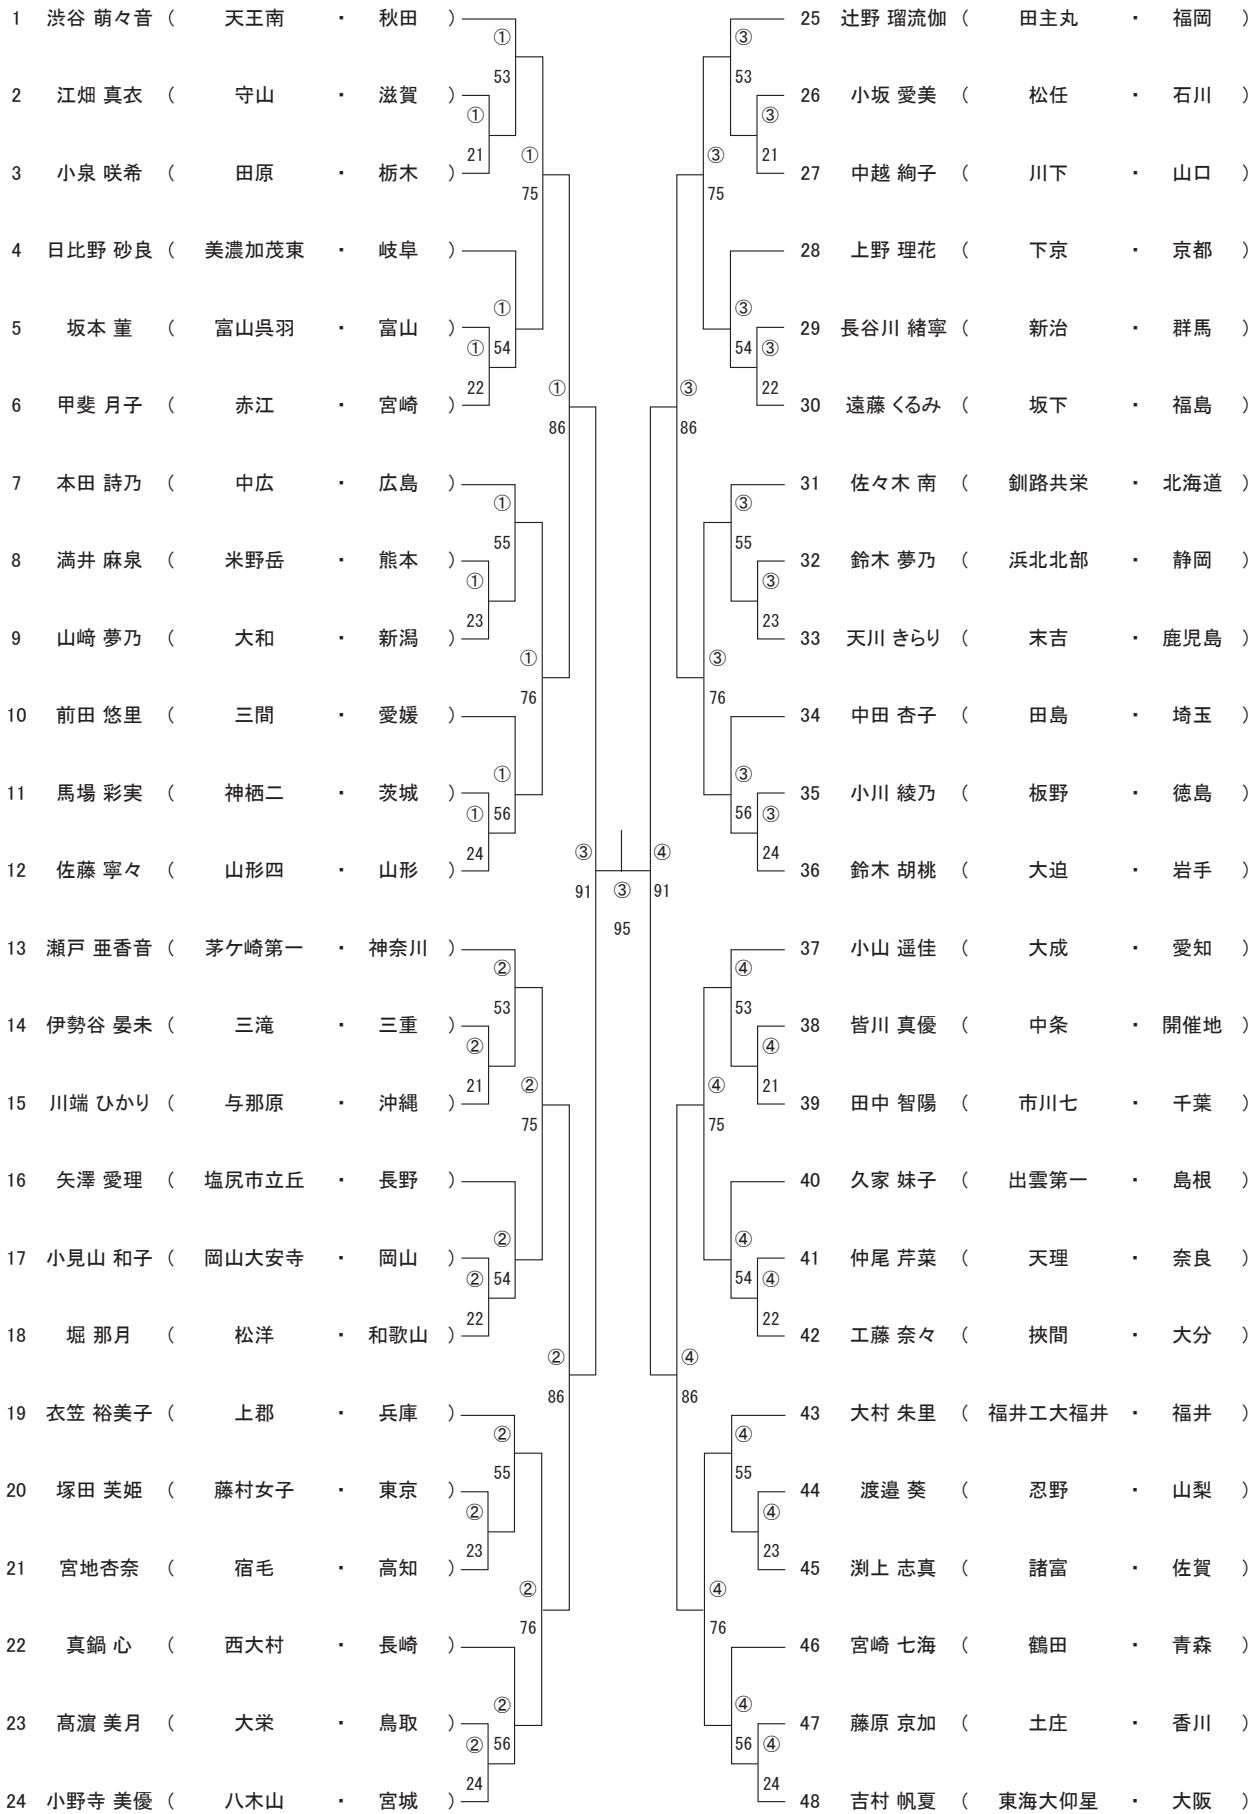 1 渋谷 萌々音 ( 天王南 ・ 秋田 )
①
53
2 江畑 真衣 ( 守山 ・ 滋賀 )
①
21
3 小泉 咲希 ( 田原 ・ 栃木 )
①
75
4 日比野 砂良 ( 美濃加茂東 ・ 岐阜 )
①
54
5 坂本 菫 ( 富山呉羽 ・ 富山 )
①
22
6 甲斐 月子 ( 赤江 ・ 宮崎 )
①
86
7 本田 詩乃 ( 中広 ・ 広島 )
①
55
8 満井 麻泉 ( 米野岳 ・ 熊本 )
①
23
9 山﨑 夢乃 ( 大和 ・ 新潟 )
①
76
10 前田 悠里 ( 三間 ・ 愛媛 )
①
56
11 馬場 彩実 ( 神栖二 ・ 茨城 )
①
24
12 佐藤 寧々 ( 山形四 ・ 山形 )
③
91
13 瀬戸 亜香音 ( 茅ケ崎第一 ・ 神奈川 )
②
53
14 伊勢谷 晏未 ( 三滝 ・ 三重 )
②
21
15 川端 ひかり ( 与那原 ・ 沖縄 )
②
75
16 矢澤 愛理 ( 塩尻市立丘 ・ 長野 )
②
54
17 小見山 和子 ( 岡山大安寺 ・ 岡山 )
②
22
18 堀 那月 ( 松洋 ・ 和歌山 )
②
86
19 衣笠 裕美子 ( 上郡 ・ 兵庫 )
②
55
20 塚田 芙姫 ( 藤村女子 ・ 東京 )
②
23
21 宮地杏奈 ( 宿毛 ・ 高知 )
②
76
22 真鍋 心 ( 西大村 ・ 長崎 )
②
56
23 髙濵 美月 ( 大栄 ・ 鳥取 )
②
24
24 小野寺 美優 ( 八木山 ・ 宮城 )
③
95
25 辻野 瑠流伽 ( 田主丸 ・ 福岡 )
③
53
26 小坂 愛美 ( 松任 ・ 石川 )
③
21
27 中越 絢子 ( 川下 ・ 山口 )
③
75
28 上野 理花 ( 下京 ・ 京都 )
③
54
29 長谷川 緒寧 ( 新治 ・ 群馬 )
③
22
30 遠藤 くるみ ( 坂下 ・ 福島 )
③
86
31 佐々木 南 ( 釧路共栄 ・ 北海道 )
③
55
32 鈴木 夢乃 ( 浜北北部 ・ 静岡 )
③
23
33 天川 きらり ( 末吉 ・ 鹿児島 )
③
76
34 中田 杏子 ( 田島 ・ 埼玉 )
③
56
35 小川 綾乃 ( 板野 ・ 徳島 )
③
24
36 鈴木 胡桃 ( 大迫 ・ 岩手 )
④
91
37 小山 遥佳 ( 大成 ・ 愛知 )
④
53
38 皆川 真優 ( 中条 ・ 開催地 )
④
21
39 田中 智陽 ( 市川七 ・ 千葉 )
④
75
40 久家 妹子 ( 出雲第一 ・ 島根 )
④
54
41 仲尾 芹菜 ( 天理 ・ 奈良 )
④
22
42 工藤 奈々 ( 挾間 ・ 大分 )
④
86
43 大村 朱里 ( 福井工大福井 ・ 福井 )
④
55
44 渡邉 葵 ( 忍野 ・ 山梨 )
④
23
45 渕上 志真 ( 諸富 ・ 佐賀 )
④
76
46 宮崎 七海 ( 鶴田 ・ 青森 )
④
56
47 藤原 京加 ( 土庄 ・ 香川 )
④
24
48 吉村 帆夏 ( 東海大仰星 ・ 大阪 )